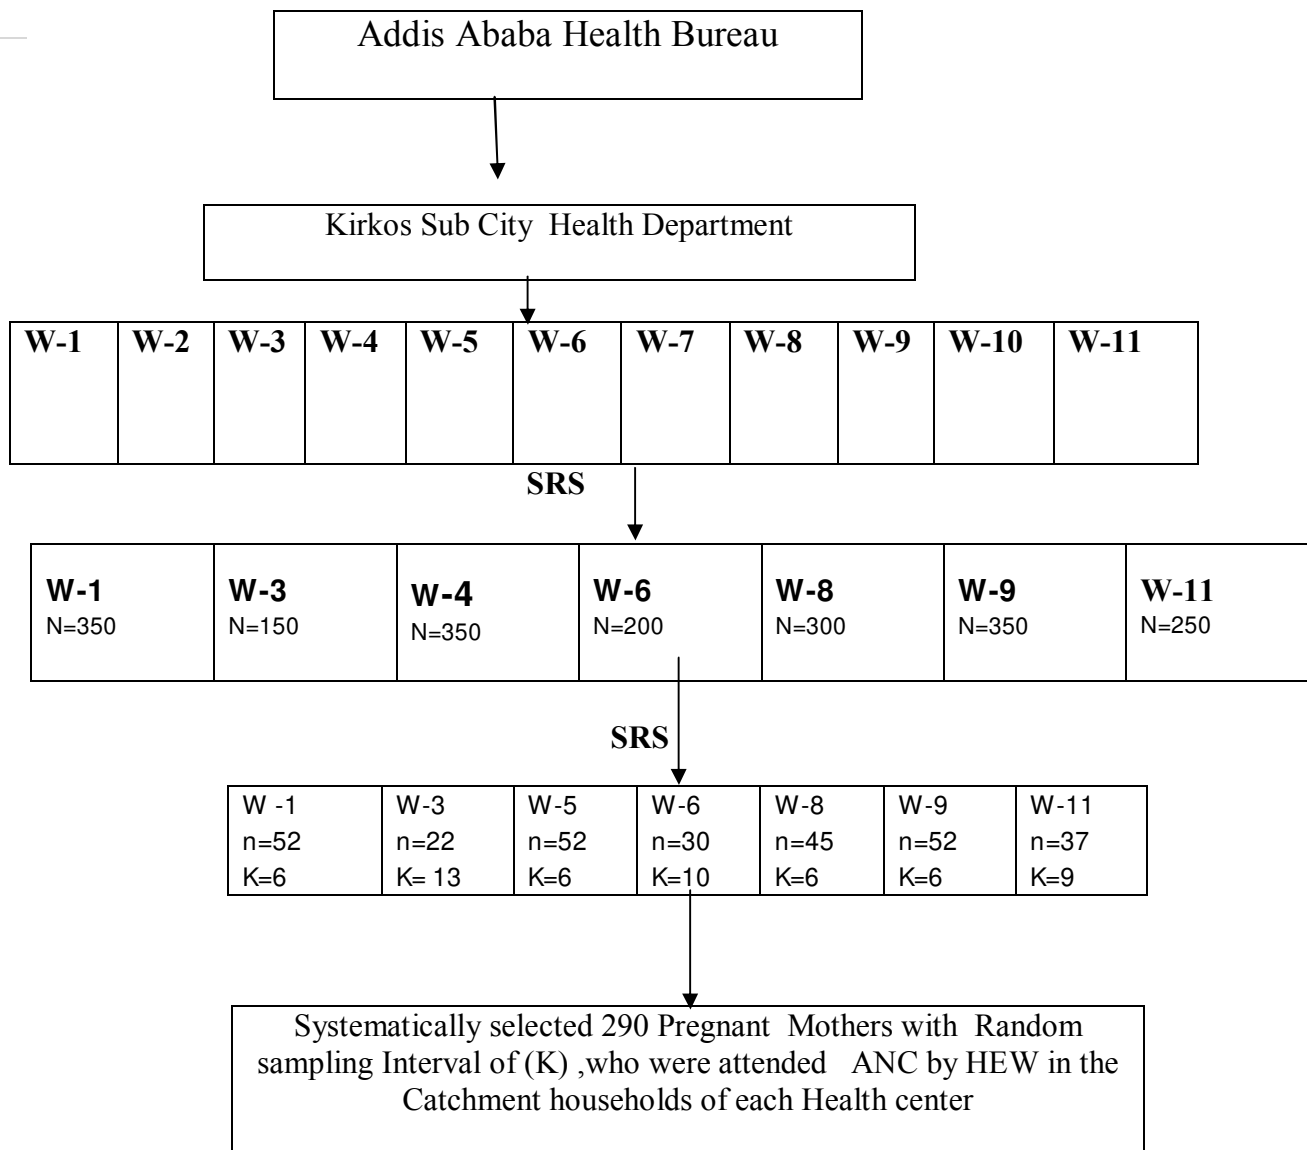 Addis Ababa Health Bureau
Kirkos Sub City Health Department
W-1 W-2 W-3 W-4 W-5 W-6 W-7 W-8 W-9 W-10 W-11
SRS
W-1 W-3 W-4 W-6 W-8 W-9 W-11
N=350 N=150 N=350 N=200 N=300 N=350 N=250
SRS
W -1 W-3 W-5 W-6 W-8 W-9 W-11
n=52 n=22 n=52 n=30 n=45 n=52 n=37
K=6 K= 13 K=6 K=10 K=6 K=6 K=9
Systematically selected 290 Pregnant Mothers with Random
sampling Interval of (K) ,who were attended ANC by HEW in the
Catchment households of each Health center